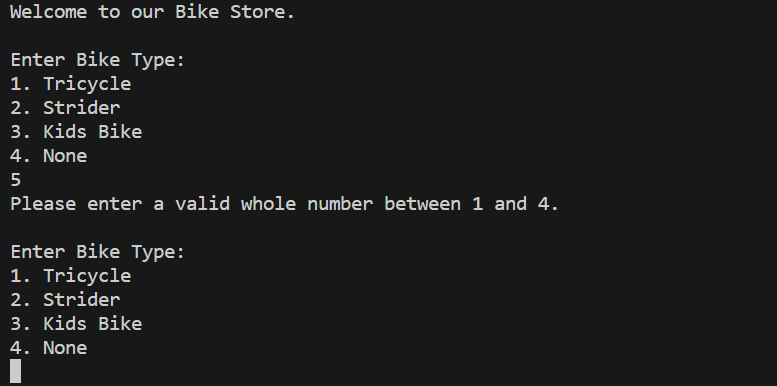 Welcome to our Bike Store.
Enter Bike Type:
1. Tricycle
2. Strider
3. Kids Bike
4. None
5
Please enter a valid whole number between 1 and 4.
Enter Bike Type:
1. Tricycle
2. Strider
3. Kids Bike
4. None